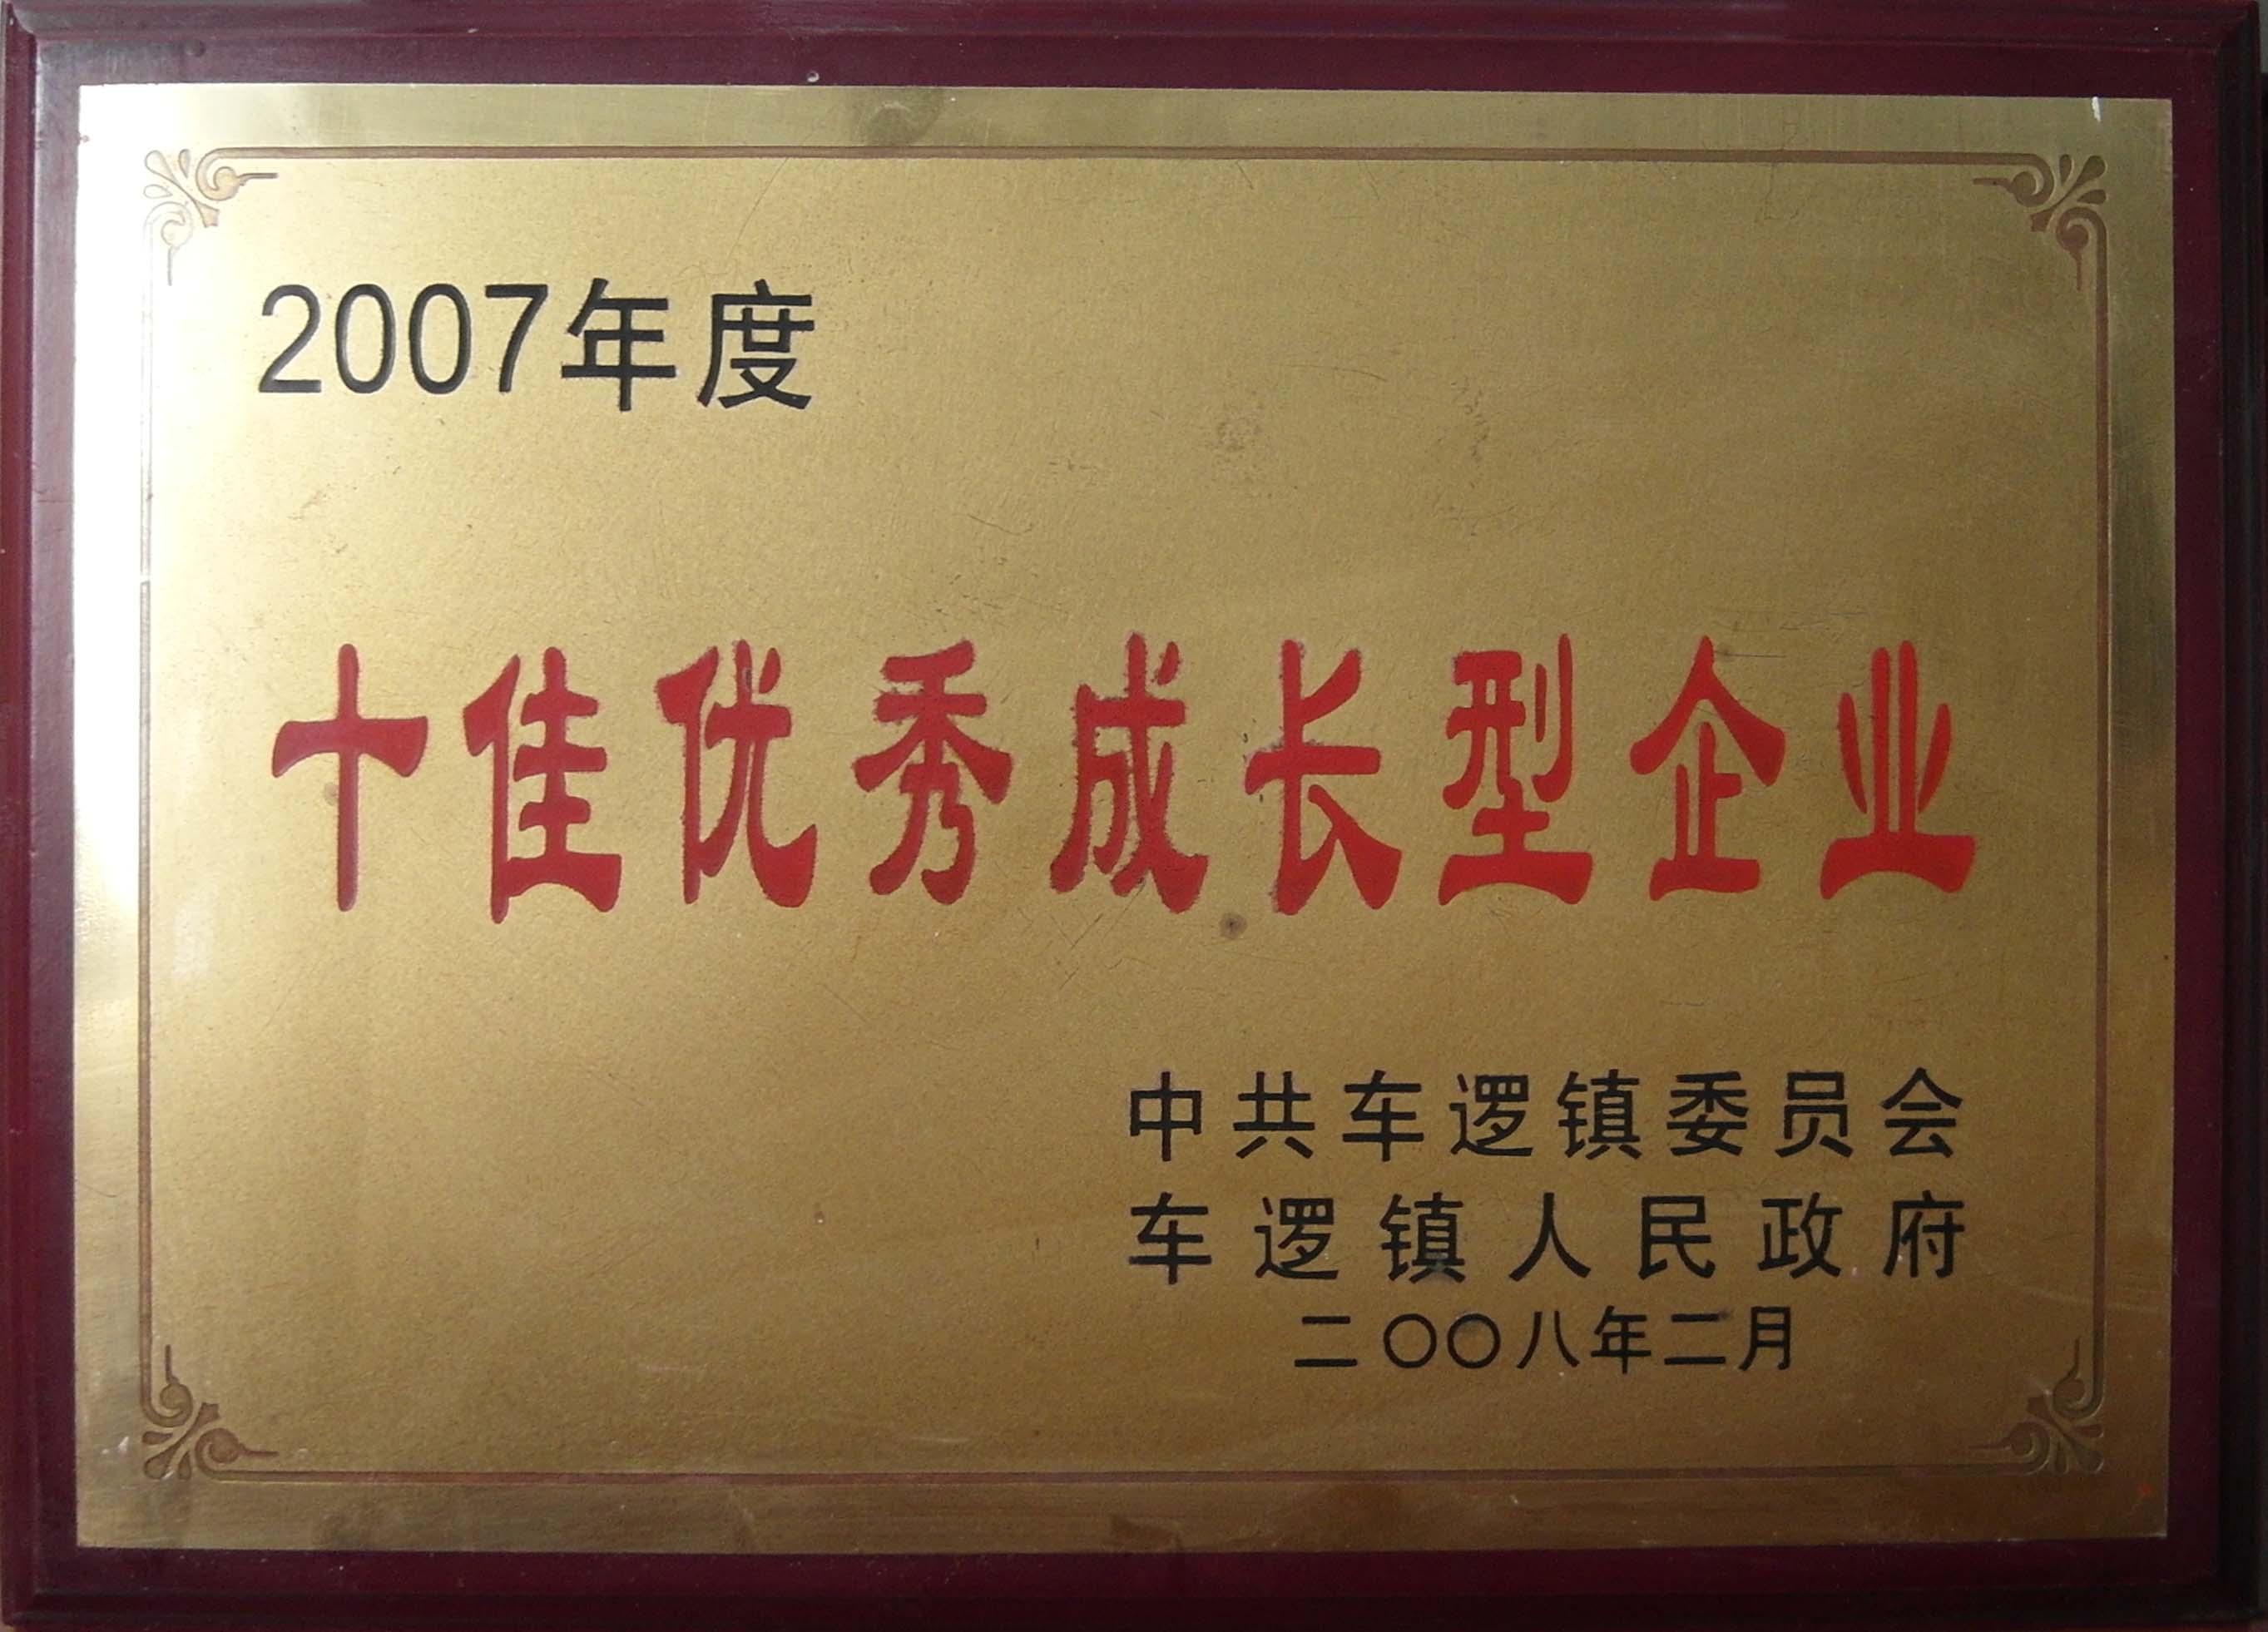 2007年度
十佳优秀成长型企业
中共车逻镇委员会
车逻镇人民政府
二〇〇八年二月